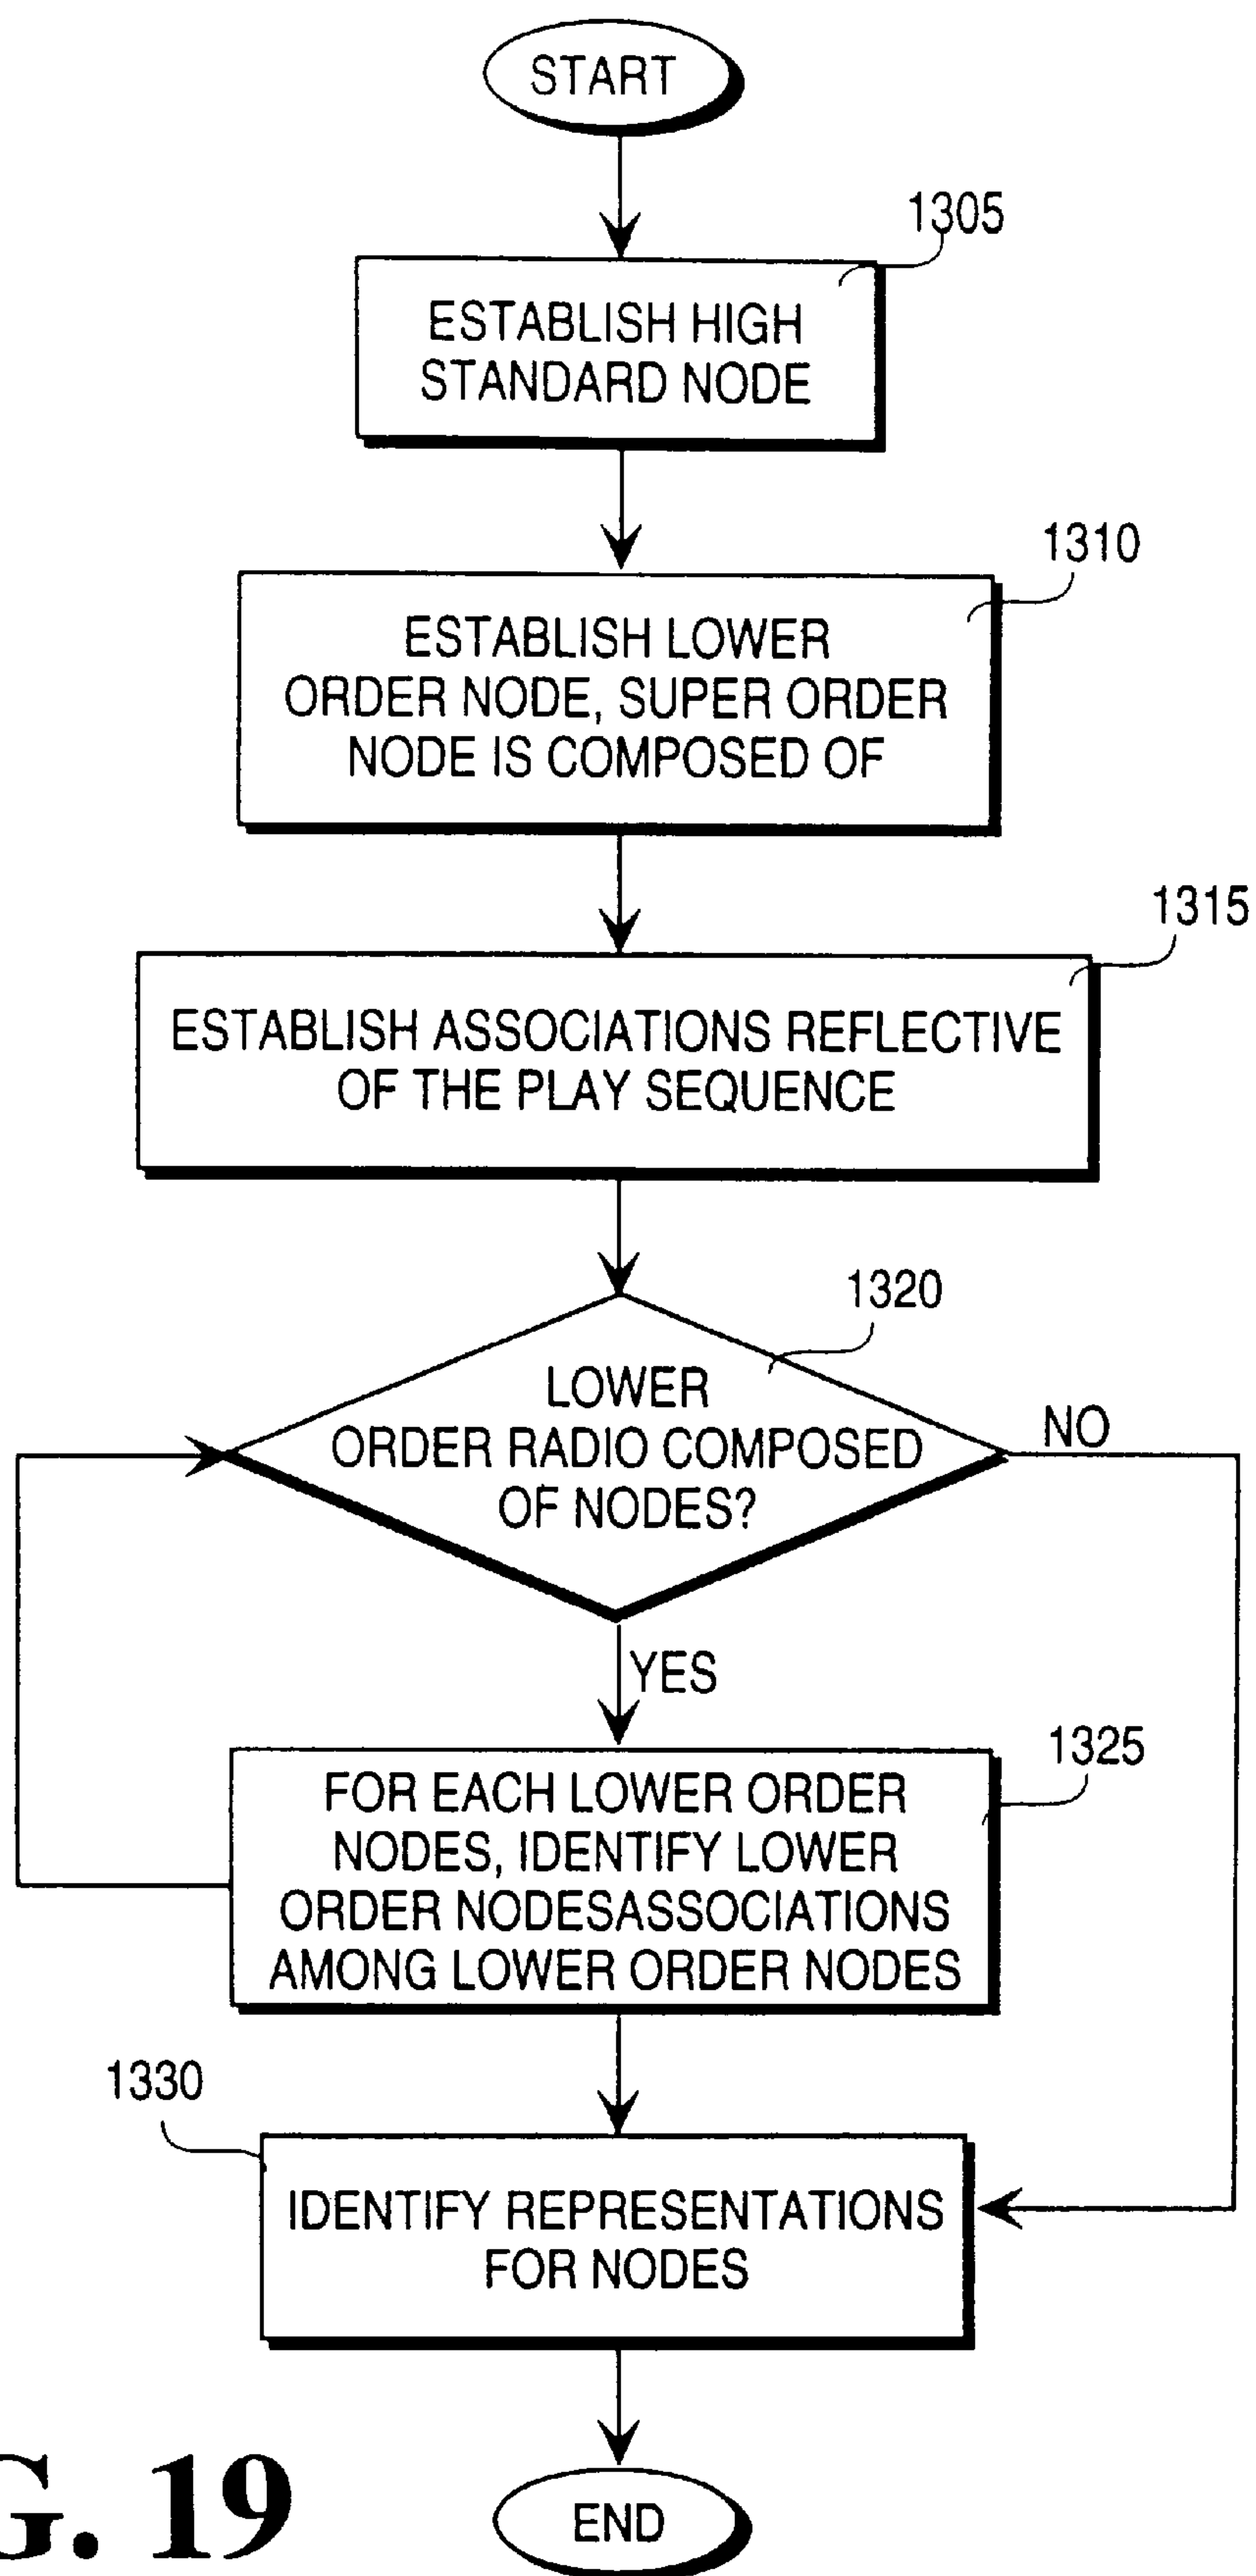 START
1305
ESTABLISH HIGH
STANDARD NODE
1310
ESTABLISH LOWER
ORDER NODE, SUPER ORDER
NODE IS COMPOSED OF
1315
ESTABLISH ASSOCIATIONS REFLECTIVE
OF THE PLAY SEQUENCE
1320
LOWER
ORDER RADIO COMPOSED
OF NODES?
NO
YES
1325
FOR EACH LOWER ORDER
NODES, IDENTIFY LOWER
ORDER NODESASSOCIATIONS
AMONG LOWER ORDER NODES
1330
IDENTIFY REPRESENTATIONS
FOR NODES
END
G. 19